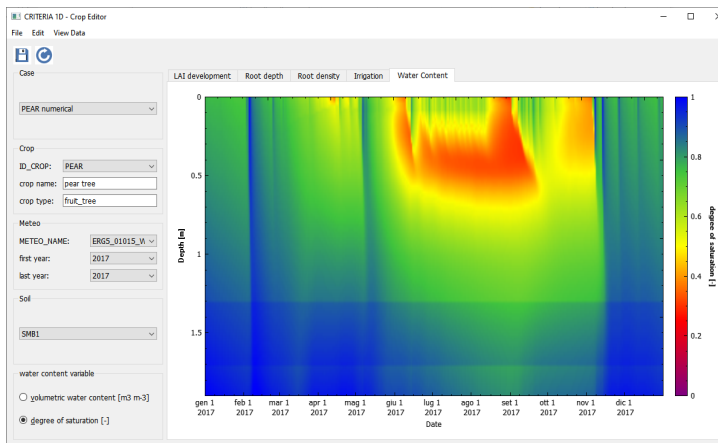 CRITERIA 1D - Crop Editor
File Edit View Data
Case
PEAR numerical
Crop
ID_CROP: PEAR
crop name: pear tree
crop type: fruit_tree
Meteo
METEO_NAME: ERG5_01015_V
first year: 2017
last year: 2017
Soil
SMB1
water content variable
volumetric water content [m3 m-3]
degree of saturation [-]
LAI development Root depth Root density Irrigation Water Content
0
0.5
1
1.5
Depth [m]
gen 1 feb 1 mar 1 apr 1 mag 1 giu 1 lug 1 ago 1 set 1 ott 1 nov 1 dic 1
2017 2017 2017 2017 2017 2017 2017 2017 2017 2017 2017 2017
Date
1
0.8
0.6
0.4
0.2
0
degree of saturation [-]